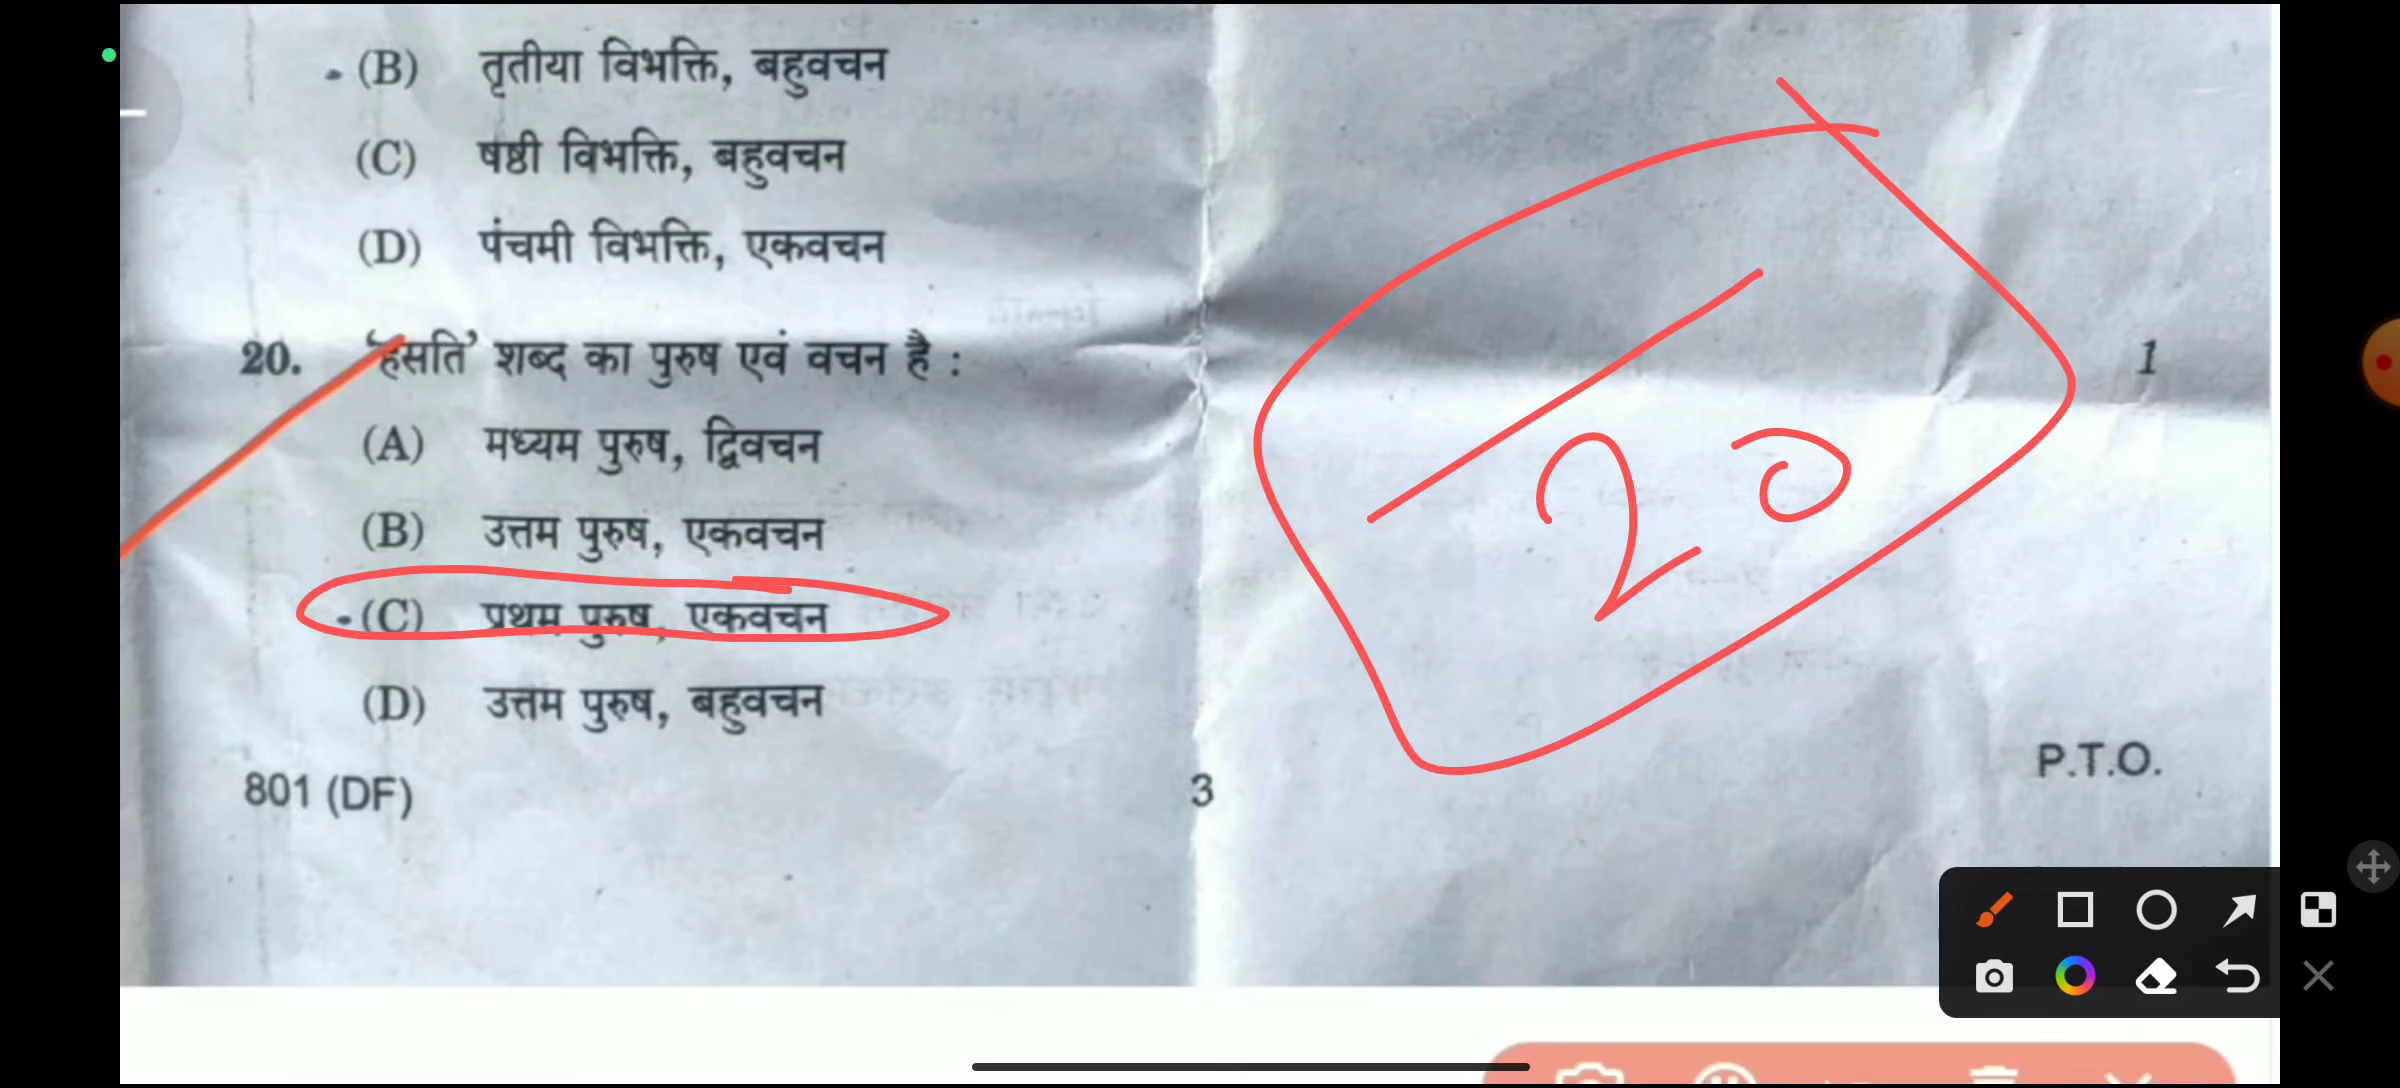 (B) तृतीया विभक्ति, बहुवचन
(C) षष्ठी विभक्ति, बहुवचन
(D) पंचमी विभक्ति, एकवचन
20. 'हसति' शब्द का पुरुष एवं वचन है : 1
(A) मध्यम पुरुष, द्विवचन
(B) उत्तम पुरुष, एकवचन
(C) प्रथम पुरुष, एकवचन
(D) उत्तम पुरुष, बहुवचन
20
801 (DF) 3 P.T.O.